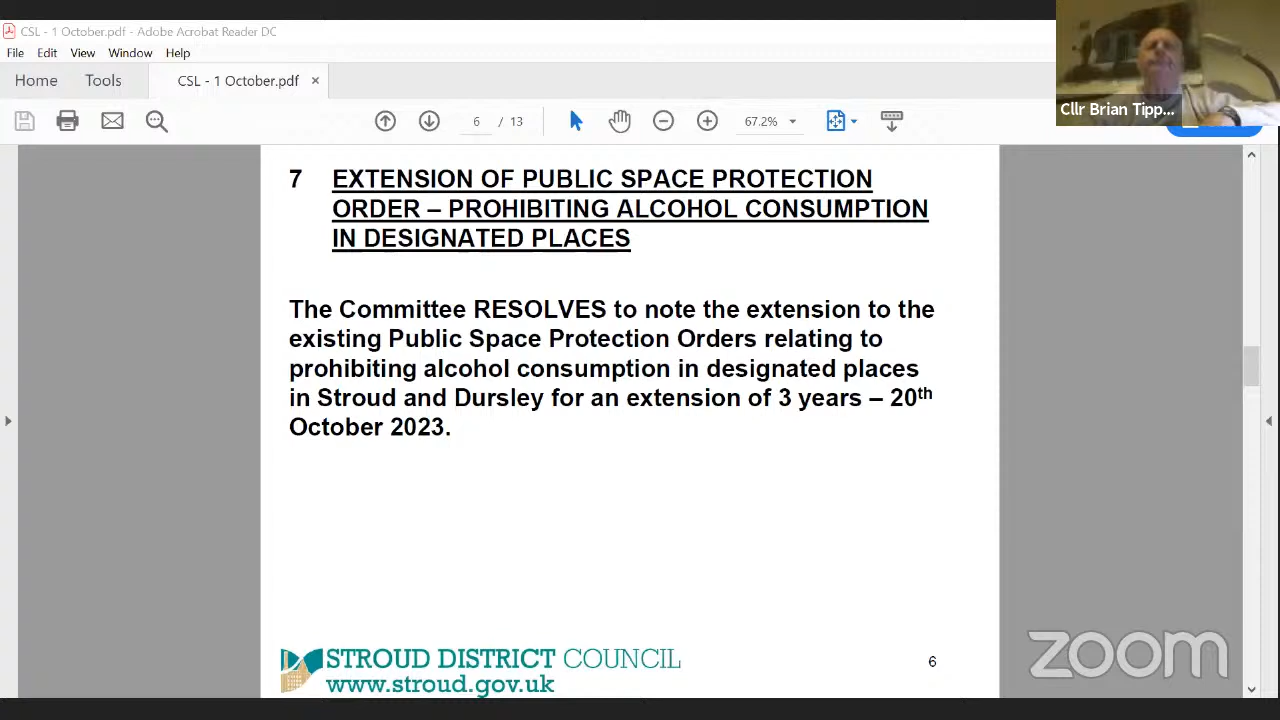 CSL - 1 October.pdf - Adobe Acrobat Reader DC
File Edit View Window Help
Home Tools CSL - 1 October.pdf ×
6 / 13 67.2%
Cllr Brian Tipp...
7 EXTENSION OF PUBLIC SPACE PROTECTION
ORDER – PROHIBITING ALCOHOL CONSUMPTION
IN DESIGNATED PLACES
The Committee RESOLVES to note the extension to the
existing Public Space Protection Orders relating to
prohibiting alcohol consumption in designated places
in Stroud and Dursley for an extension of 3 years – 20th
October 2023.
STROUD DISTRICT COUNCIL
www.stroud.gov.uk
6
zoom